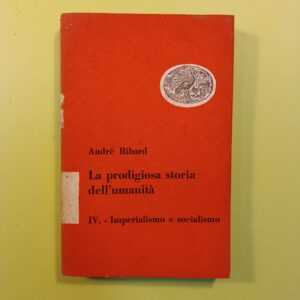 André Ribard
La prodigiosa storia
dell'umanità
IV. - Imperialismo e socialismo